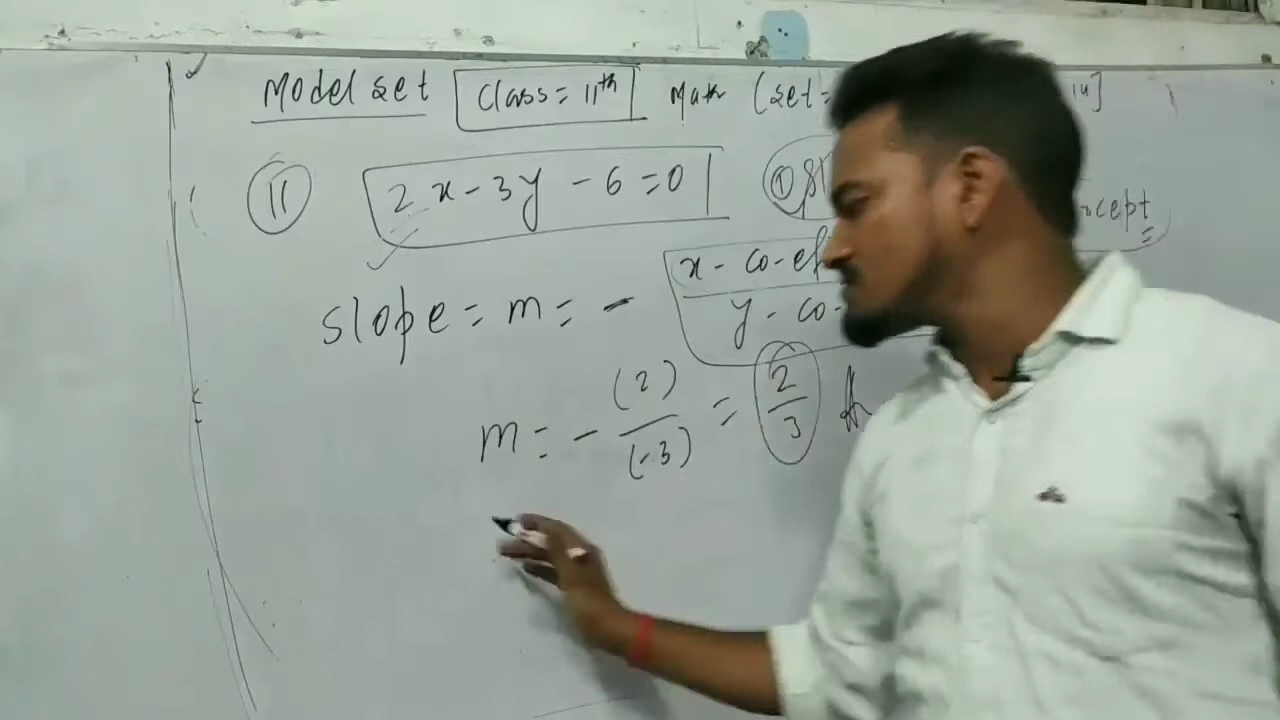 Model set Class = 11th Math (set =
11 2x - 3y - 6 = 0 1
slope = m = - x - co-ef
y - co-
m = - (2) / (-3) = 2/3